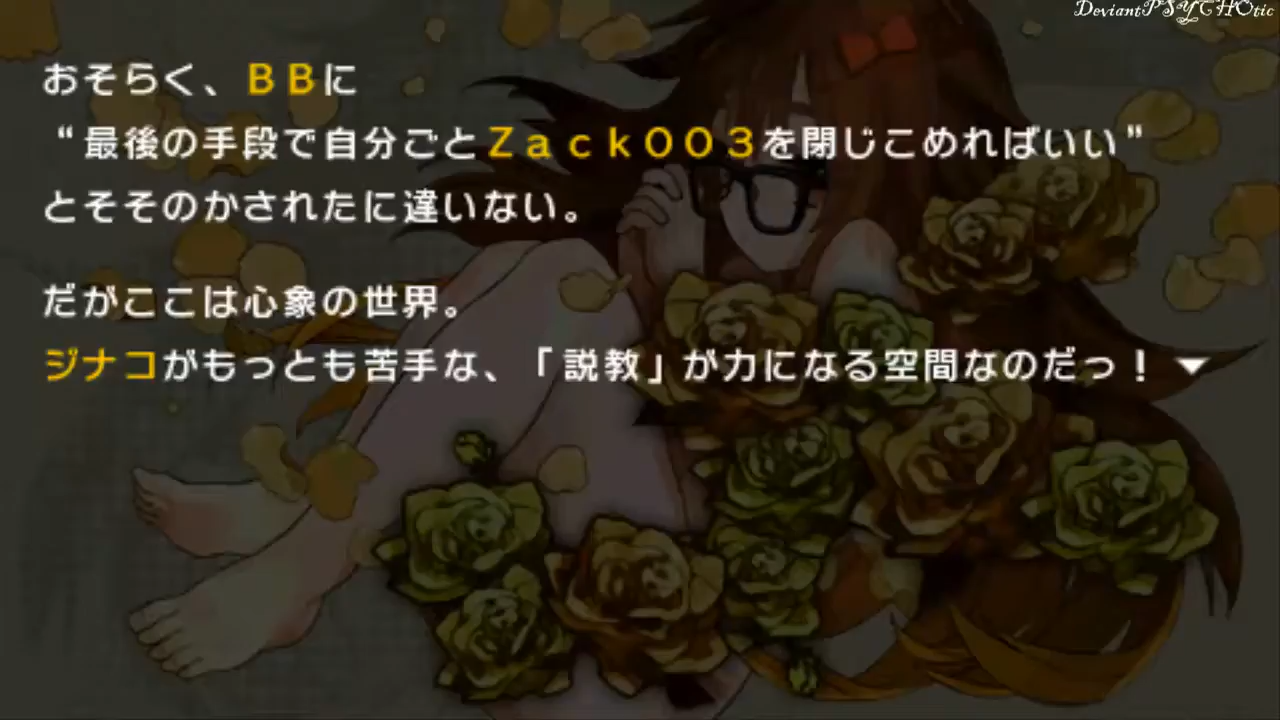 DeviantPSYCHOtic
おそらく、ＢＢに
“最後の手段で自分ごとＺａｃｋ００３を閉じこめればいい”
とそそのかされたに違いない。
だがここは心象の世界。
ジナコがもっとも苦手な、「説教」が力になる空間なのだっ！